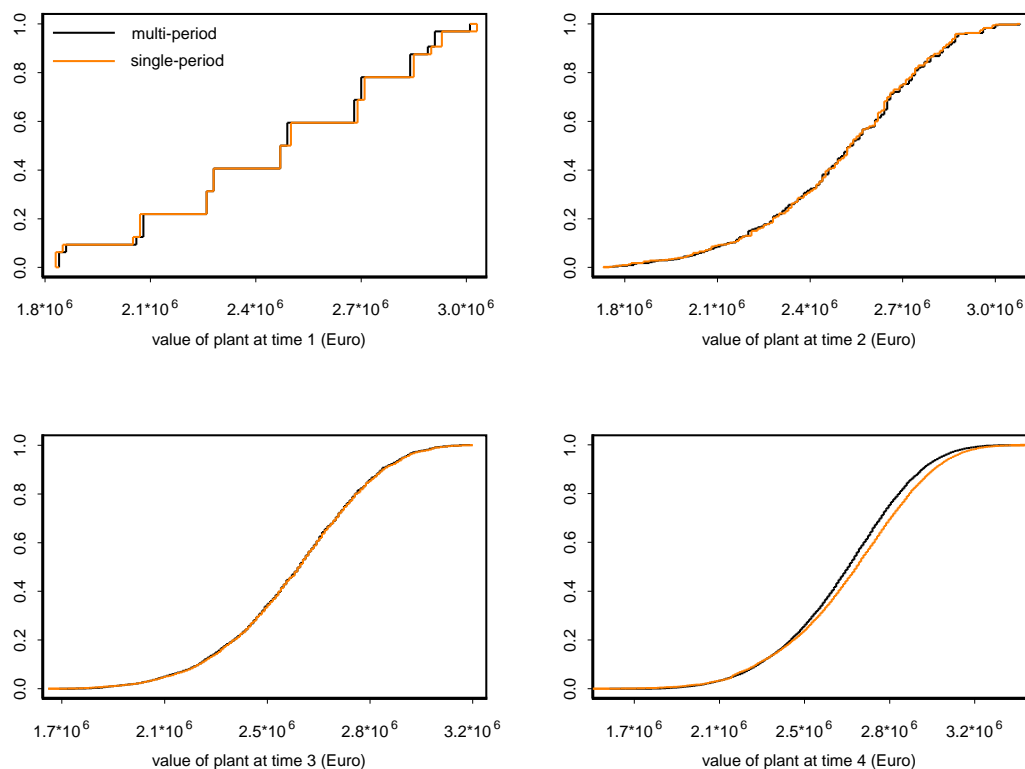 1.0
0.8
0.6
0.4
0.2
0.0
multi-period
single-period
1.8*10^6 2.1*10^6 2.4*10^6 2.7*10^6 3.0*10^6
value of plant at time 1 (Euro)
1.0
0.8
0.6
0.4
0.2
0.0
1.8*10^6 2.1*10^6 2.4*10^6 2.7*10^6 3.0*10^6
value of plant at time 2 (Euro)
1.0
0.8
0.6
0.4
0.2
0.0
1.7*10^6 2.1*10^6 2.5*10^6 2.8*10^6 3.2*10^6
value of plant at time 3 (Euro)
1.0
0.8
0.6
0.4
0.2
0.0
1.7*10^6 2.1*10^6 2.5*10^6 2.8*10^6 3.2*10^6
value of plant at time 4 (Euro)